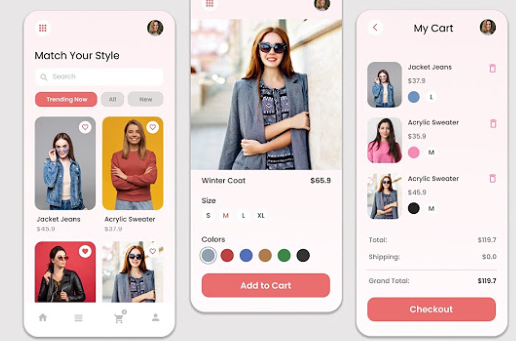 Match Your Style
Search
Trending Now
All
New
Jacket Jeans
$45.9
Acrylic Sweater
$37.9
Winter Coat
$65.9
Size
S
M
L
XL
Colors
Add to Cart
My Cart
Jacket Jeans
$37.9
L
Acrylic Sweater
$35.9
M
Acrylic Sweater
$45.9
M
Total:
$119.7
Shipping:
$0.0
Grand Total:
$119.7
Checkout